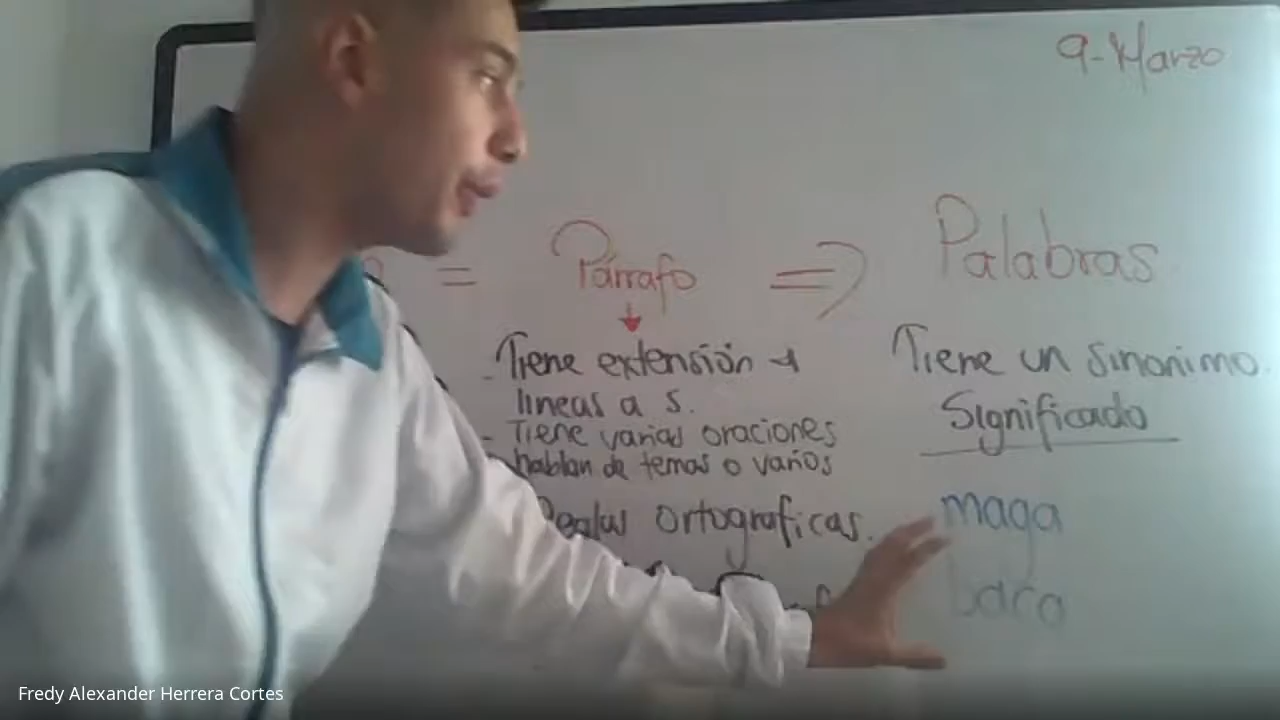 9-Marzo
= Párrafo => Palabras
- Tiene extensión 4
lineas a 5.
- Tiene varias oraciones
hablan de temas o varios
Reglas ortograficas.
Tiene un sinonimo.
Significado
maga
Fredy Alexander Herrera Cortes